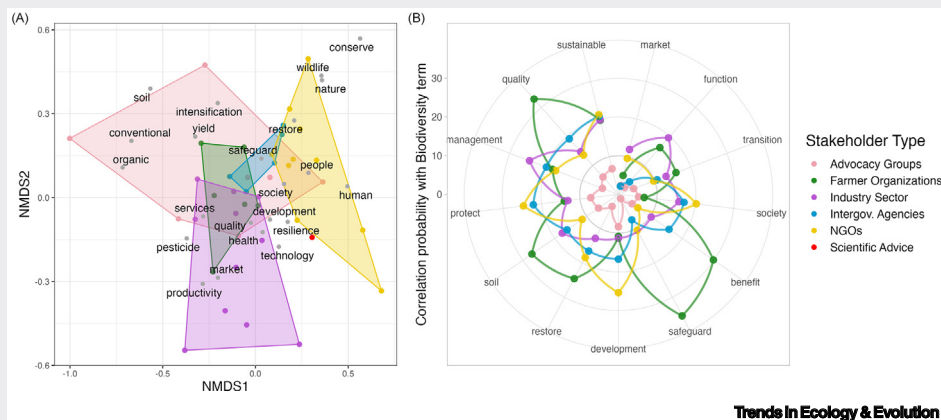 (A)
0.6
0.3
0.0
-0.3
-0.6
NMDS2
-1.0
-0.5
0.0
0.5
NMDS1
conserve
wildlife
nature
soil
intensification
conventional
yield
restore
organic
safeguard
people
society
human
services
development
quality
resilience
pesticide
health
technology
market
productivity
(B)
Correlation probability with Biodiversity term
30
20
10
0
sustainable
market
quality
function
management
transition
protect
society
soil
benefit
restore
safeguard
development
Stakeholder Type
Advocacy Groups
Farmer Organizations
Industry Sector
Intergov. Agencies
NGOs
Scientific Advice
Trends in Ecology & Evolution